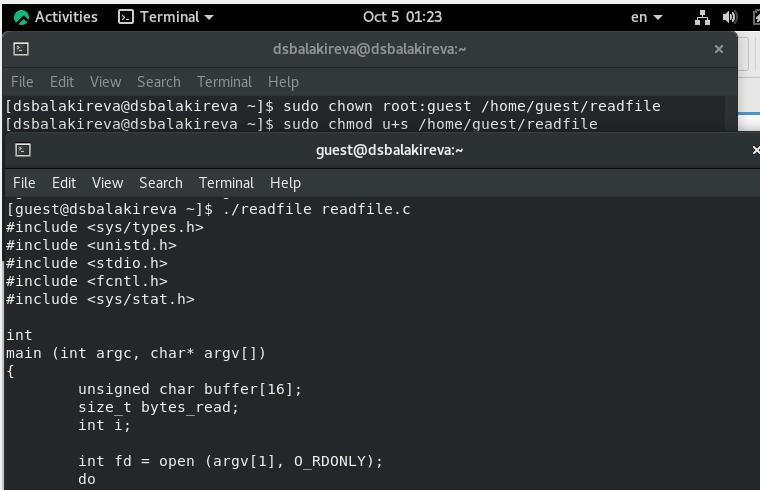 Activities Terminal Oct 5 01:23 en
dsbalakireva@dsbalakireva:~
File Edit View Search Terminal Help
[dsbalakireva@dsbalakireva ~]$ sudo chown root:guest /home/guest/readfile
[dsbalakireva@dsbalakireva ~]$ sudo chmod u+s /home/guest/readfile
guest@dsbalakireva:~
File Edit View Search Terminal Help
[guest@dsbalakireva ~]$ ./readfile readfile.c
#include <sys/types.h>
#include <unistd.h>
#include <stdio.h>
#include <fcntl.h>
#include <sys/stat.h>
int
main (int argc, char* argv[])
{
unsigned char buffer[16];
size_t bytes_read;
int i;
int fd = open (argv[1], O_RDONLY);
do